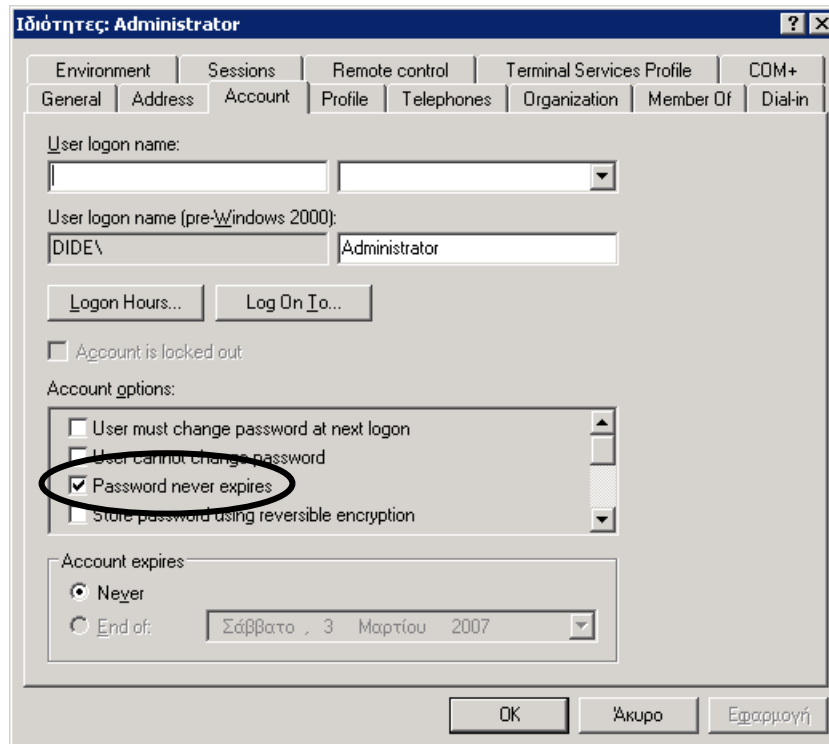 Ιδιότητες: Administrator
Environment Sessions Remote control Terminal Services Profile COM+
General Address Account Profile Telephones Organization Member Of Dial-in
User logon name:
User logon name (pre-Windows 2000):
DIDE\ Administrator
Logon Hours... Log On To...
Account is locked out
Account options:
User must change password at next logon
User cannot change password
Password never expires
Store password using reversible encryption
Account expires
Never
End of: Σάββατο , 3 Μαρτίου 2007
OK Άκυρο Εφαρμογή